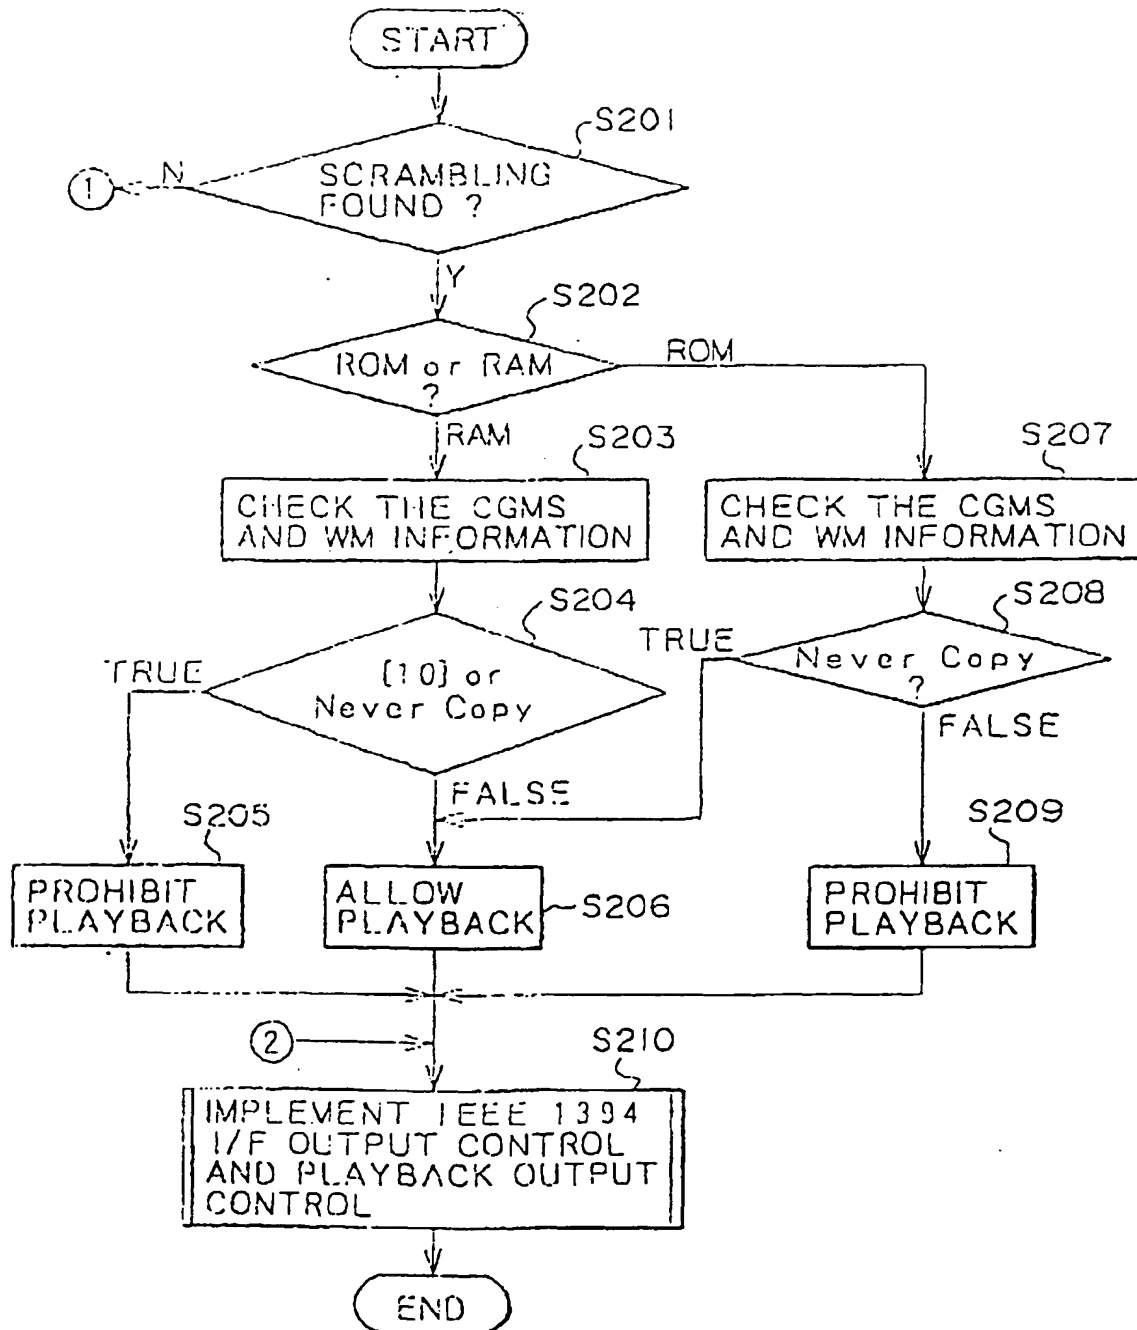 START
S201
N
1
SCRAMBLING
FOUND ?
Y
S202
ROM or RAM
?
ROM
RAM
S203
S207
CHECK THE CGMS
AND WM INFORMATION
CHECK THE CGMS
AND WM INFORMATION
S204
S208
TRUE
[10] or
Never Copy
TRUE
Never Copy
?
FALSE
FALSE
S205
S209
PROHIBIT
PLAYBACK
ALLOW
PLAYBACK
S206
PROHIBIT
PLAYBACK
2
S210
IMPLEMENT IEEE 1394
I/F OUTPUT CONTROL
AND PLAYBACK OUTPUT
CONTROL
END